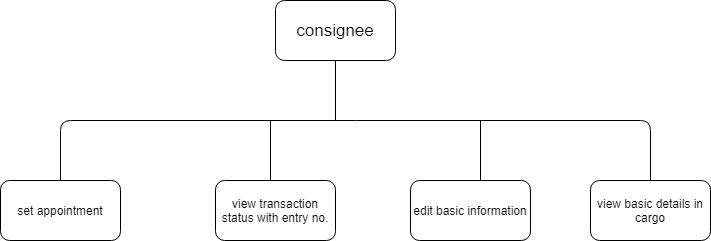 consignee
set appointment
view transaction
status with entry no.
edit basic information
view basic details in
cargo